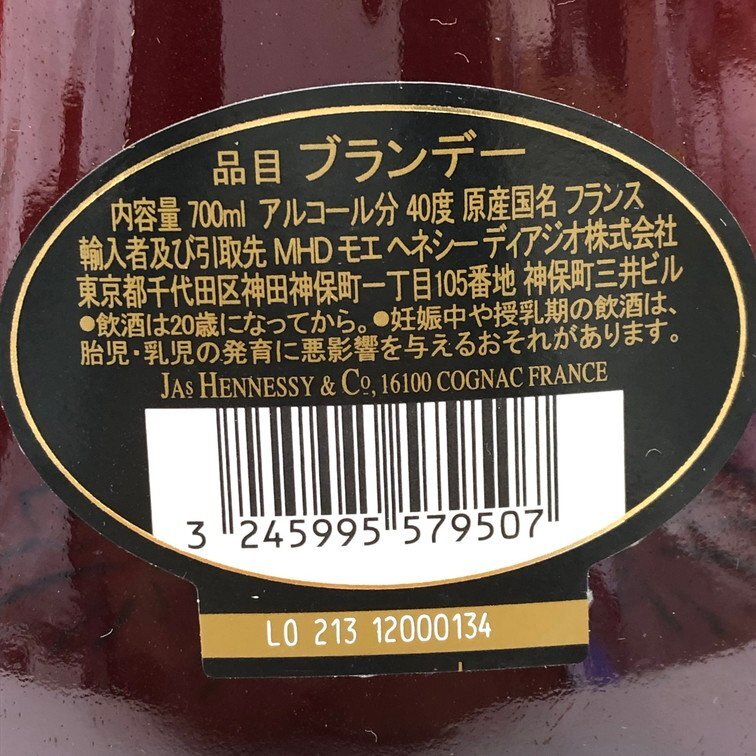 品目 ブランデー
内容量 700ml アルコール分 40度 原産国名 フランス
輸入者及び引取先 MHD モエ ヘネシー ディアジオ株式会社
東京都千代田区神田神保町一丁目105番地 神保町三井ビル
●飲酒は20歳になってから。●妊娠中や授乳期の飲酒は、
胎児・乳児の発育に悪影響を与えるおそれがあります。
JAS HENNESSY & CO, 16100 COGNAC FRANCE
3 245995 579507
LO 213 12000134